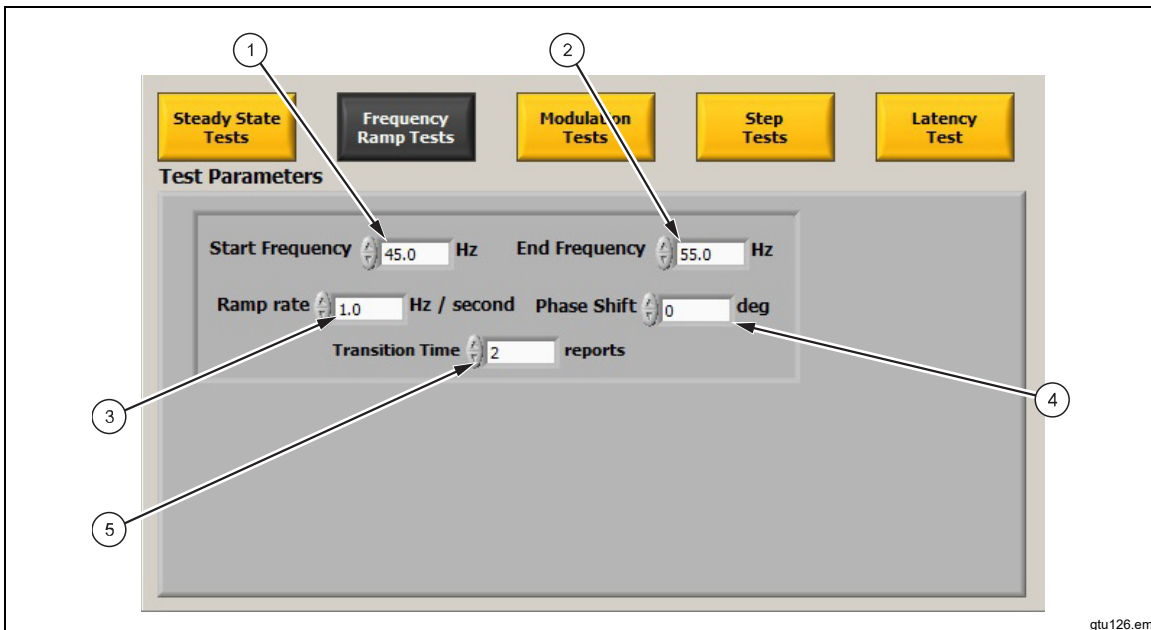 1
2
Steady State Tests
Frequency Ramp Tests
Modulation Tests
Step Tests
Latency Test
Test Parameters
Start Frequency 45.0 Hz
End Frequency 55.0 Hz
Ramp rate 1.0 Hz / second
Phase Shift 0 deg
Transition Time 2 reports
3
4
5